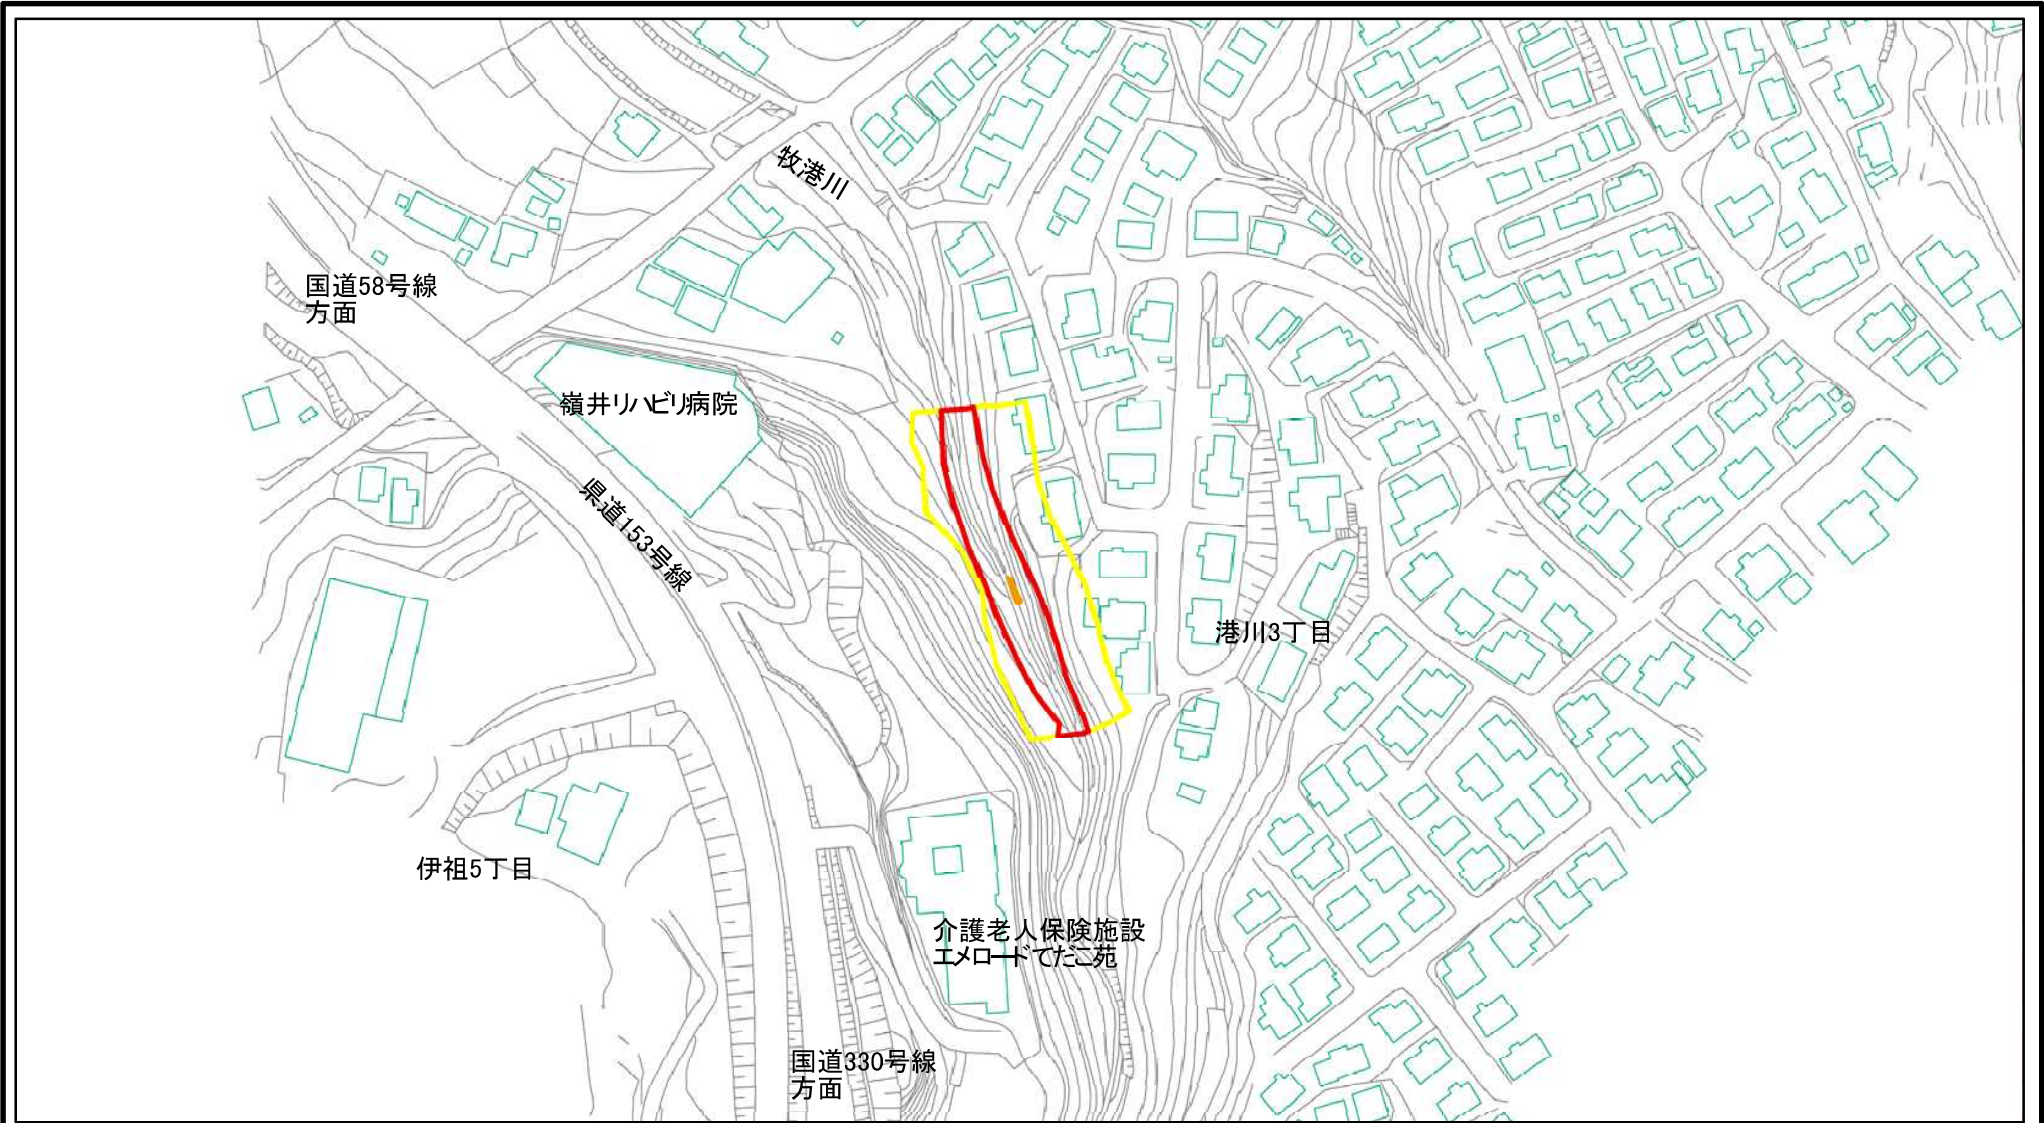 牧港川
国道58号線
方面
嶺井リハビリ病院
県道153号線
港川3丁目
伊祖5丁目
介護老人保険施設
エメロードてだこ苑
国道330号線
方面